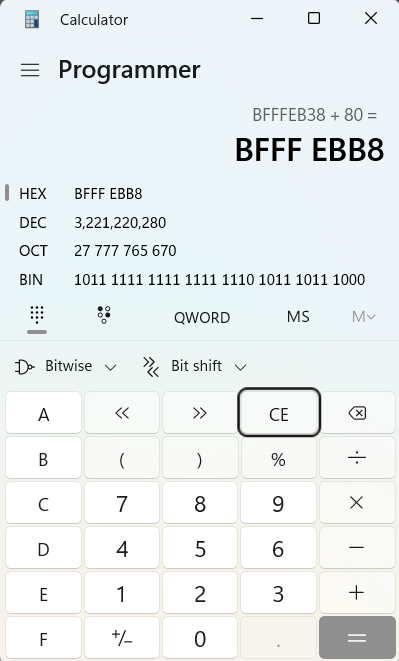 Calculator
Programmer
BFFFEB38 + 80 =
BFFF EBB8
HEX BFFF EBB8
DEC 3,221,220,280
OCT 27 777 765 670
BIN 1011 1111 1111 1111 1110 1011 1011 1000
QWORD MS M
Bitwise Bit shift
A << >> CE
B ( ) % ÷
C 7 8 9 ×
D 4 5 6 −
E 1 2 3 +
F +/− 0 . =